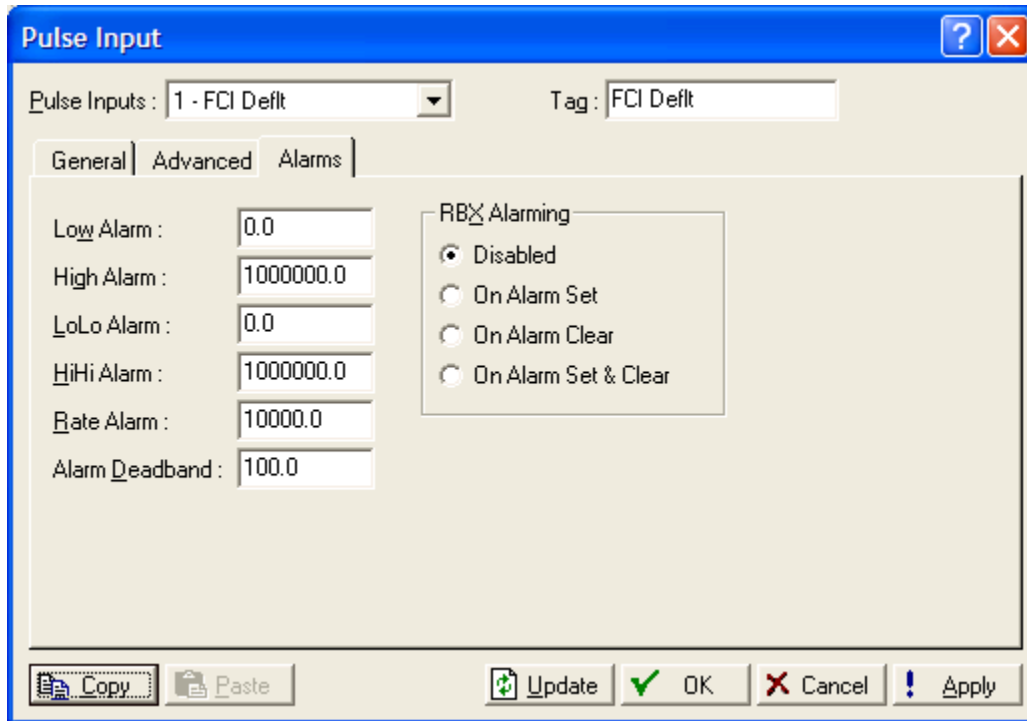 Pulse Input
Pulse Inputs : 1 - FCI Deflt Tag : FCI Deflt
General Advanced Alarms
Low Alarm : 0.0
High Alarm : 1000000.0
LoLo Alarm : 0.0
HiHi Alarm : 1000000.0
Rate Alarm : 10000.0
Alarm Deadband : 100.0
RBX Alarming
Disabled
On Alarm Set
On Alarm Clear
On Alarm Set & Clear
Copy Paste Update OK Cancel Apply